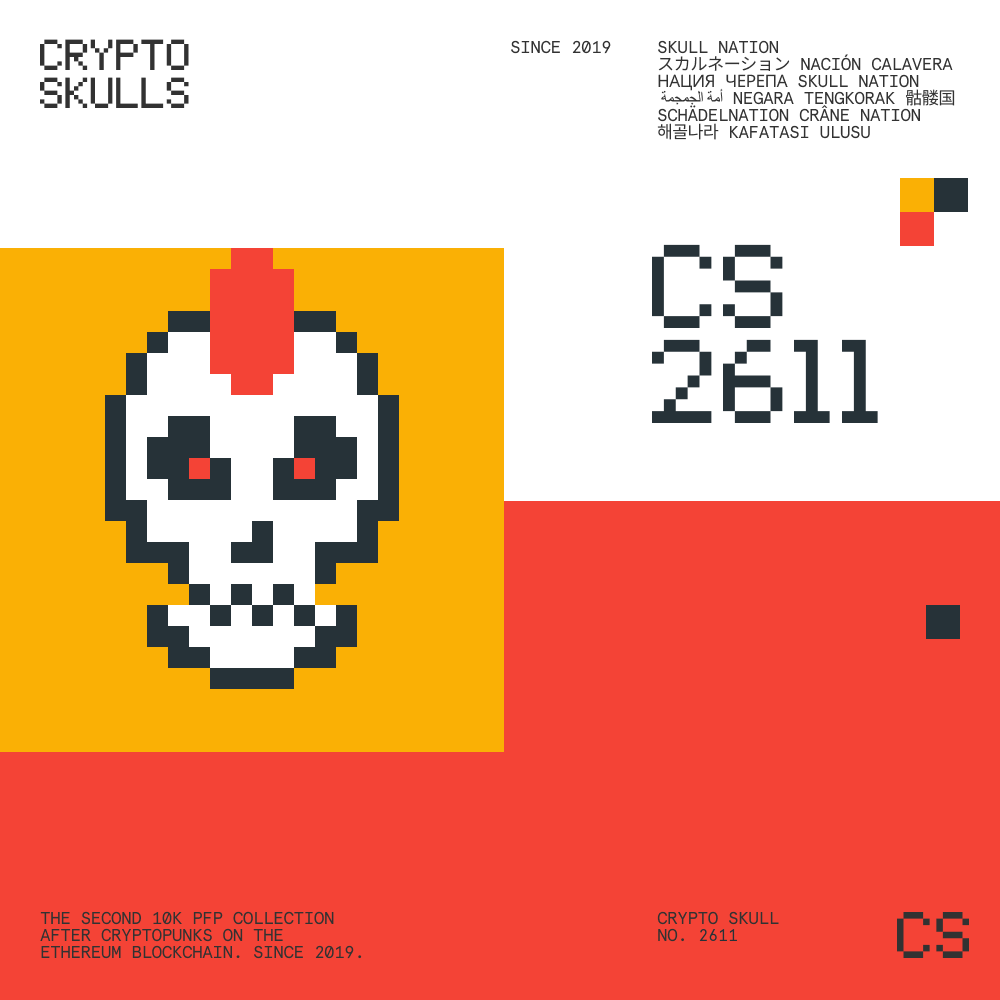 CRYPTO
SKULLS
SINCE 2019
SKULL NATION
スカルネーション NACIÓN CALAVERA
НАЦИЯ ЧЕРЕПА SKULL NATION
أمة الجمجمة NEGARA TENGKORAK 骷髅国
SCHÄDELNATION CRÂNE NATION
해골나라 KAFATASI ULUSU
CS
2611
THE SECOND 10K PFP COLLECTION
AFTER CRYPTOPUNKS ON THE
ETHEREUM BLOCKCHAIN. SINCE 2019.
CRYPTO SKULL
NO. 2611
CS